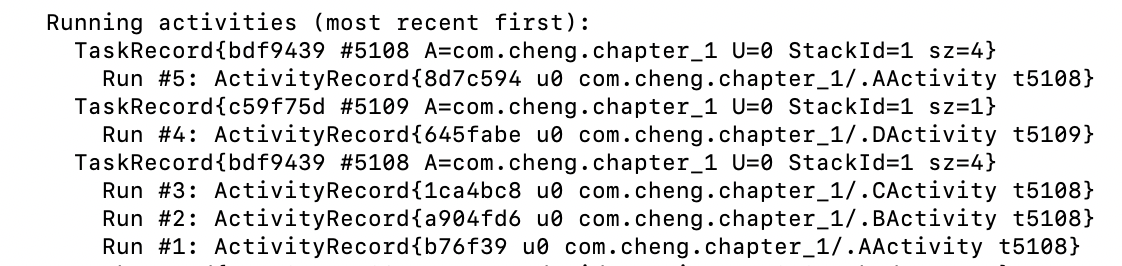 Running activities (most recent first):
TaskRecord{bdf9439 #5108 A=com.cheng.chapter_1 U=0 StackId=1 sz=4}
Run #5: ActivityRecord{8d7c594 u0 com.cheng.chapter_1/.AActivity t5108}
TaskRecord{c59f75d #5109 A=com.cheng.chapter_1 U=0 StackId=1 sz=1}
Run #4: ActivityRecord{645fabe u0 com.cheng.chapter_1/.DActivity t5109}
TaskRecord{bdf9439 #5108 A=com.cheng.chapter_1 U=0 StackId=1 sz=4}
Run #3: ActivityRecord{1ca4bc8 u0 com.cheng.chapter_1/.CActivity t5108}
Run #2: ActivityRecord{a904fd6 u0 com.cheng.chapter_1/.BActivity t5108}
Run #1: ActivityRecord{b76f39 u0 com.cheng.chapter_1/.AActivity t5108}